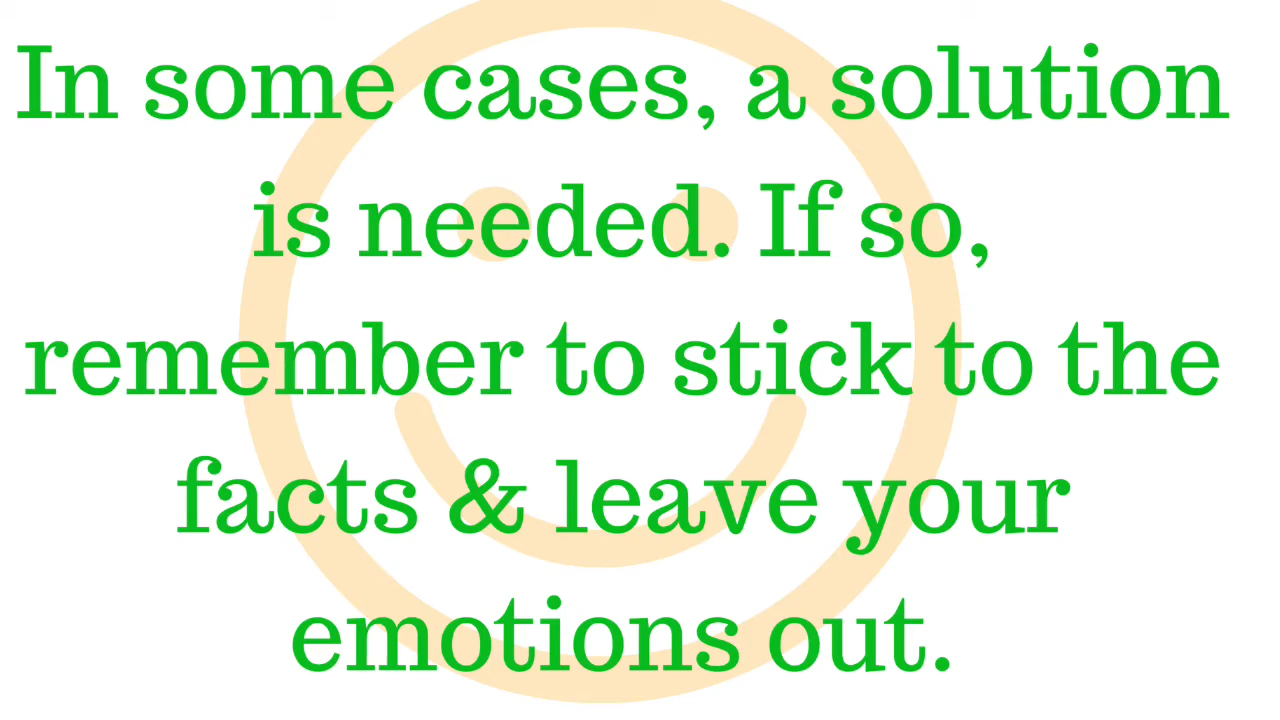 In some cases, a solution
is needed. If so,
remember to stick to the
facts & leave your
emotions out.